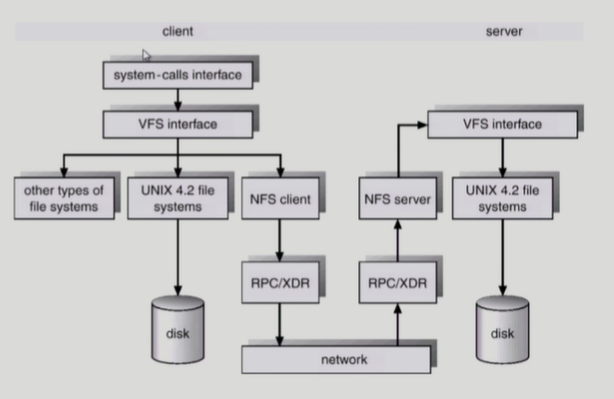 client
server
system-calls interface
VFS interface
VFS interface
other types of
file systems
UNIX 4.2 file
systems
NFS client
NFS server
UNIX 4.2 file
systems
RPC/XDR
RPC/XDR
disk
disk
network